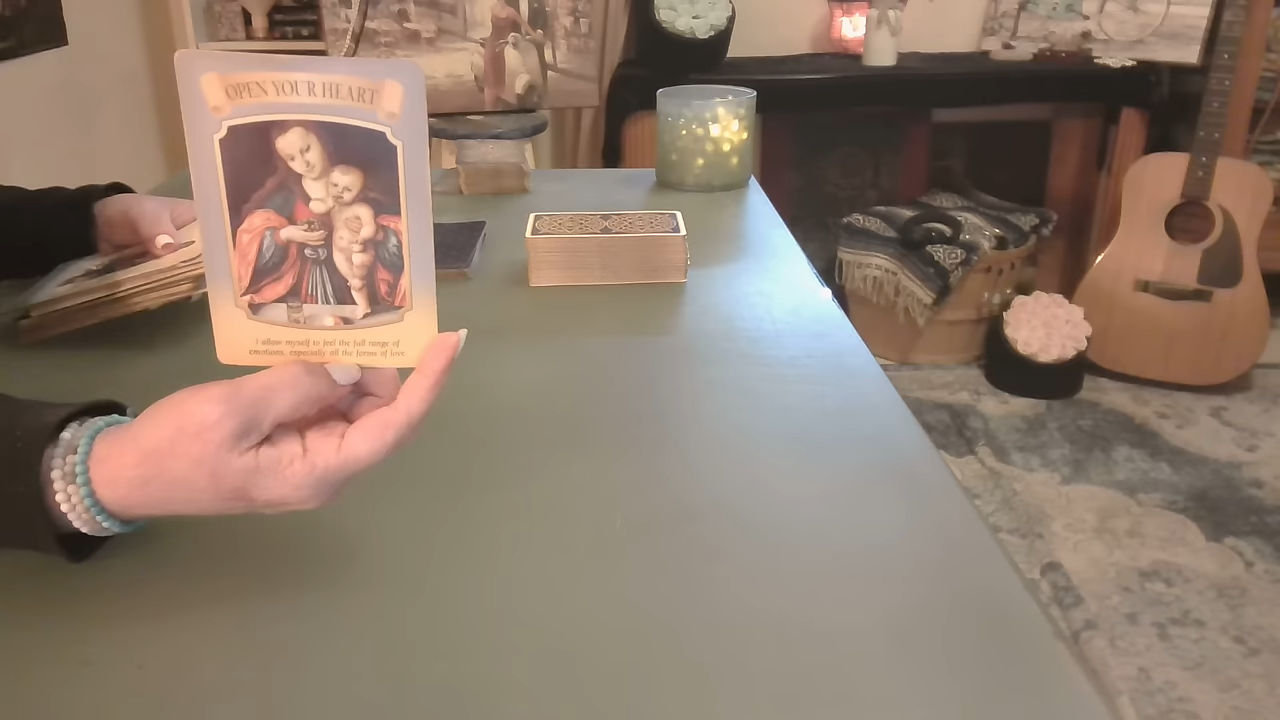 OPEN YOUR HEART
I allow myself to feel the full range of
emotions, especially all the forms of love